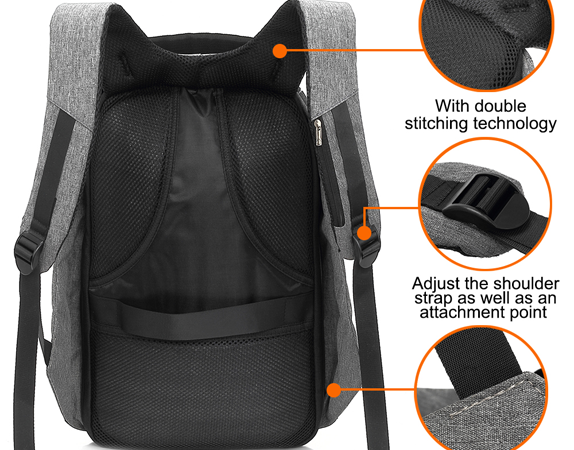 With double
stitching technology
Adjust the shoulder
strap as well as an
attachment point